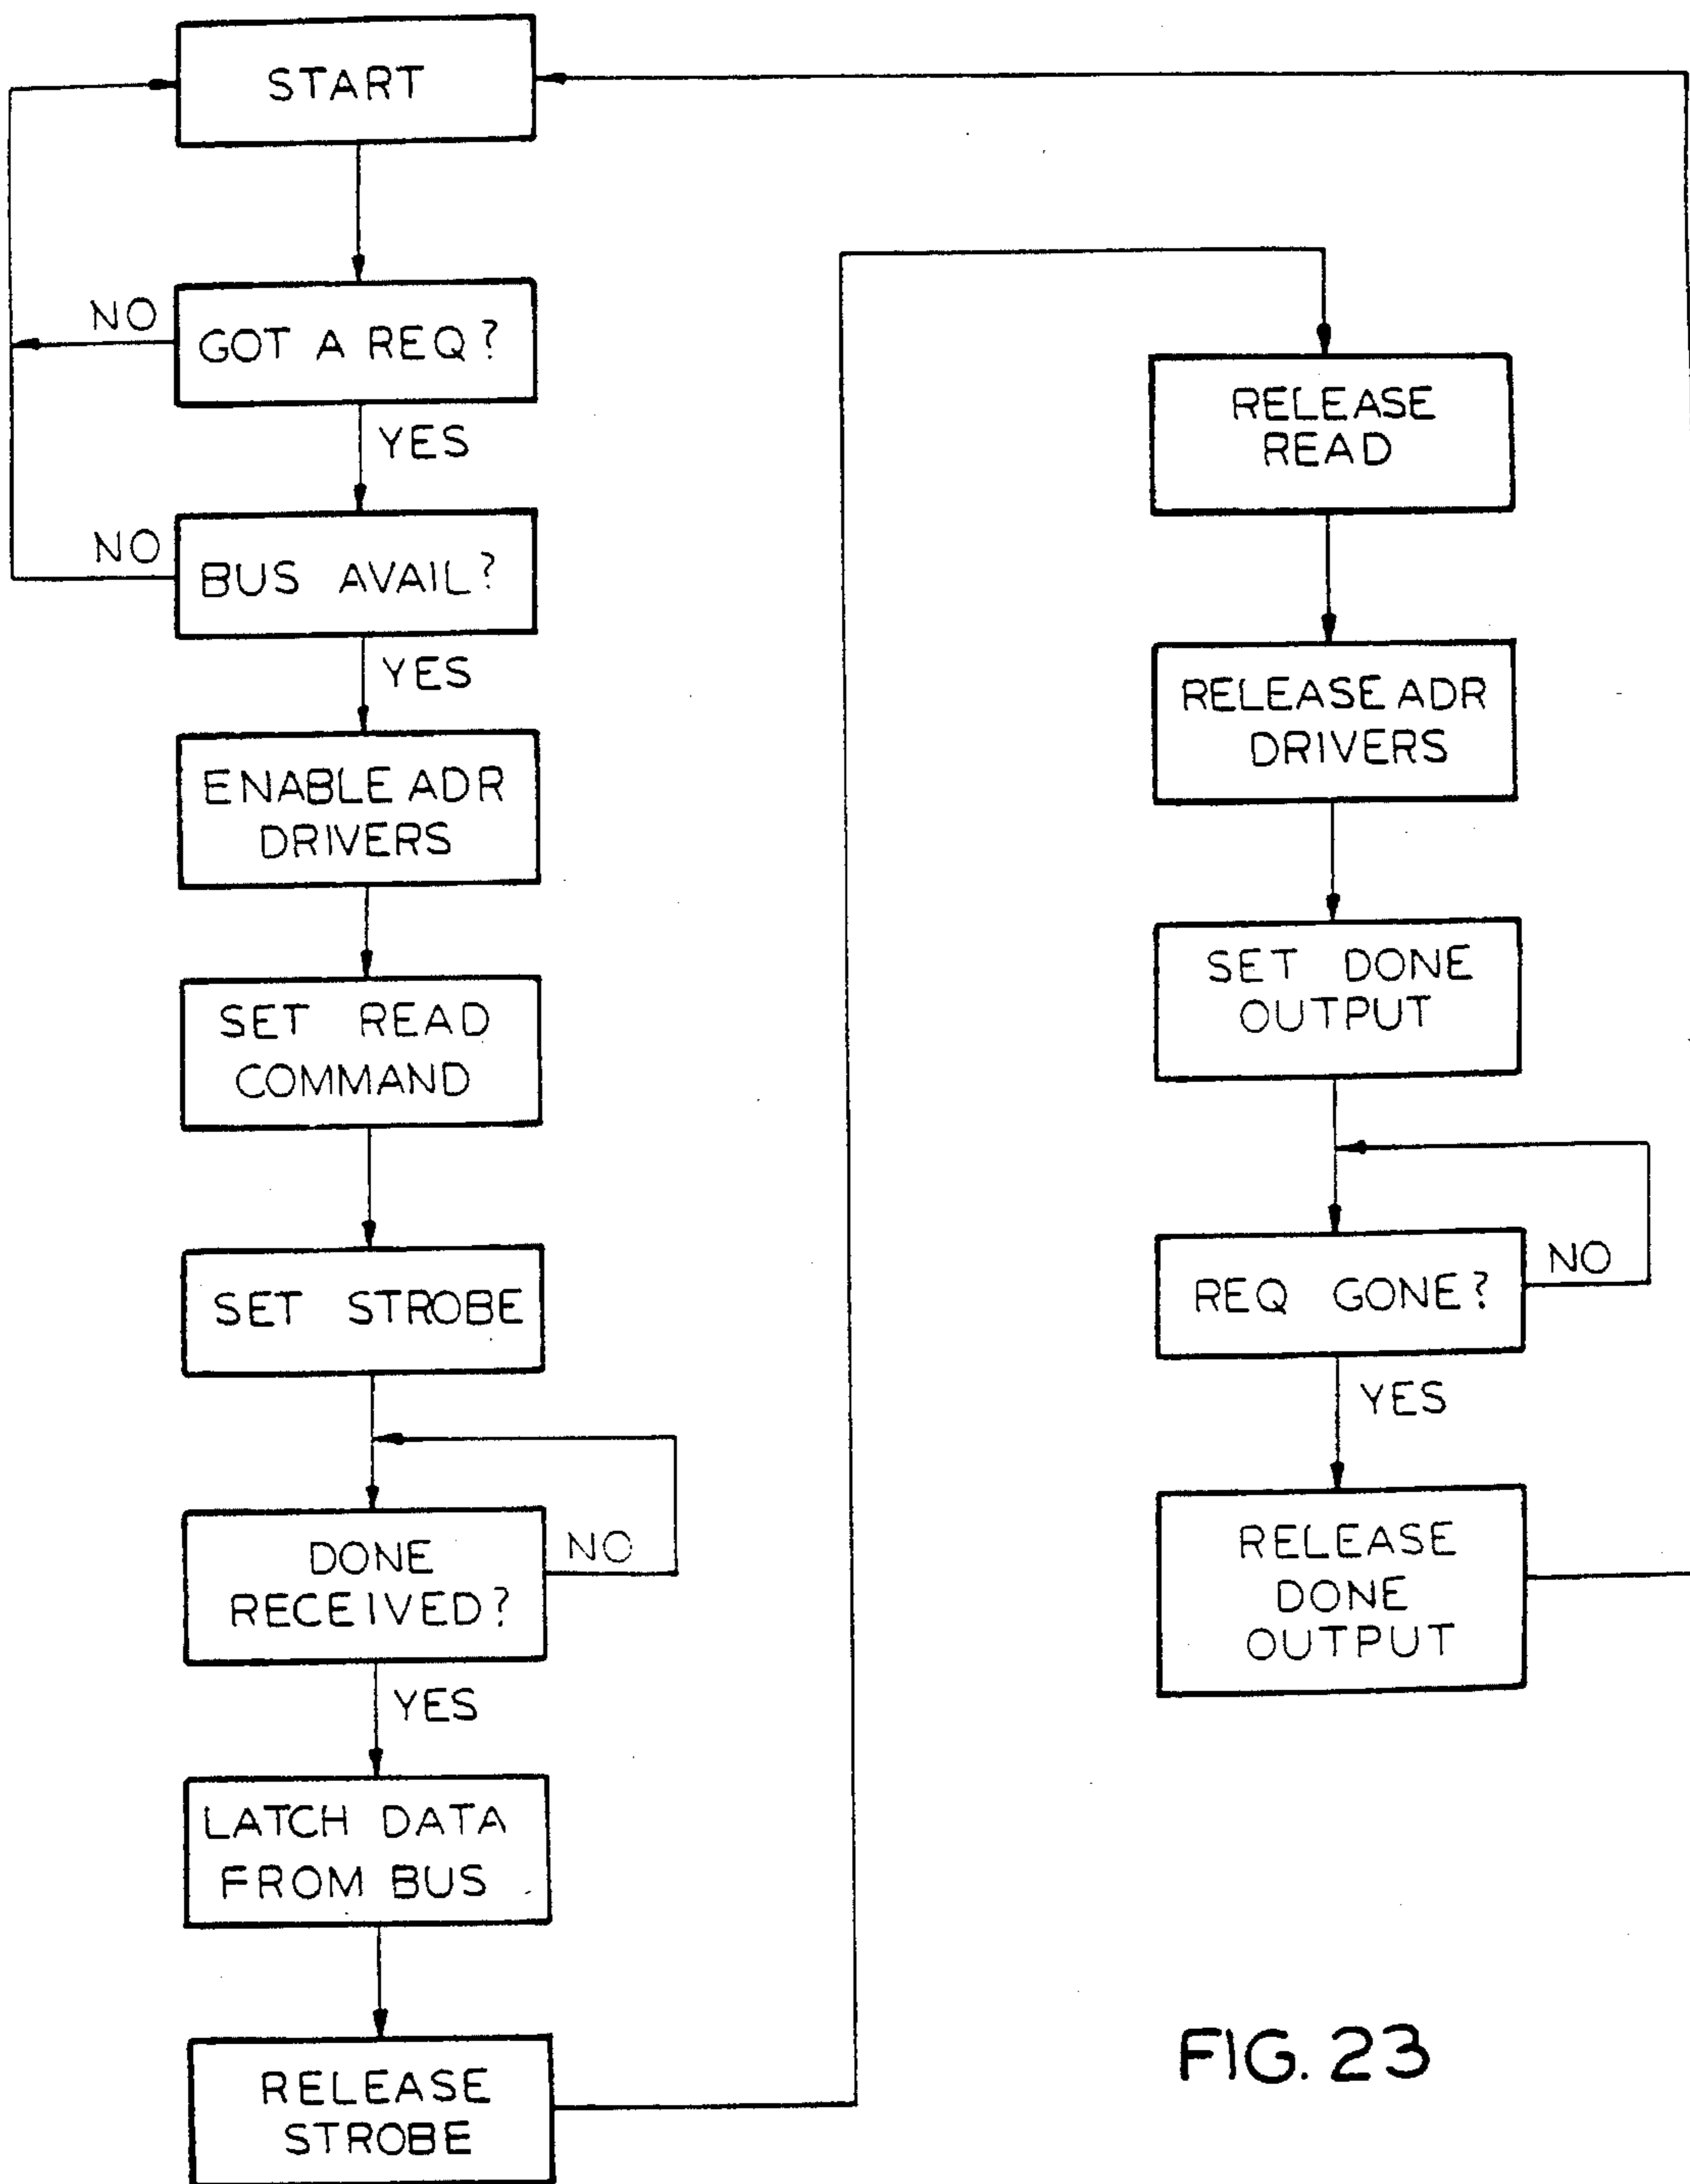 START
NO
GOT A REQ?
YES
NO
BUS AVAIL?
YES
ENABLE ADR
DRIVERS
SET READ
COMMAND
SET STROBE
DONE
RECEIVED?
NO
YES
LATCH DATA
FROM BUS
RELEASE
STROBE
RELEASE
READ
RELEASE ADR
DRIVERS
SET DONE
OUTPUT
REQ GONE?
NO
YES
RELEASE
DONE
OUTPUT
FIG. 23